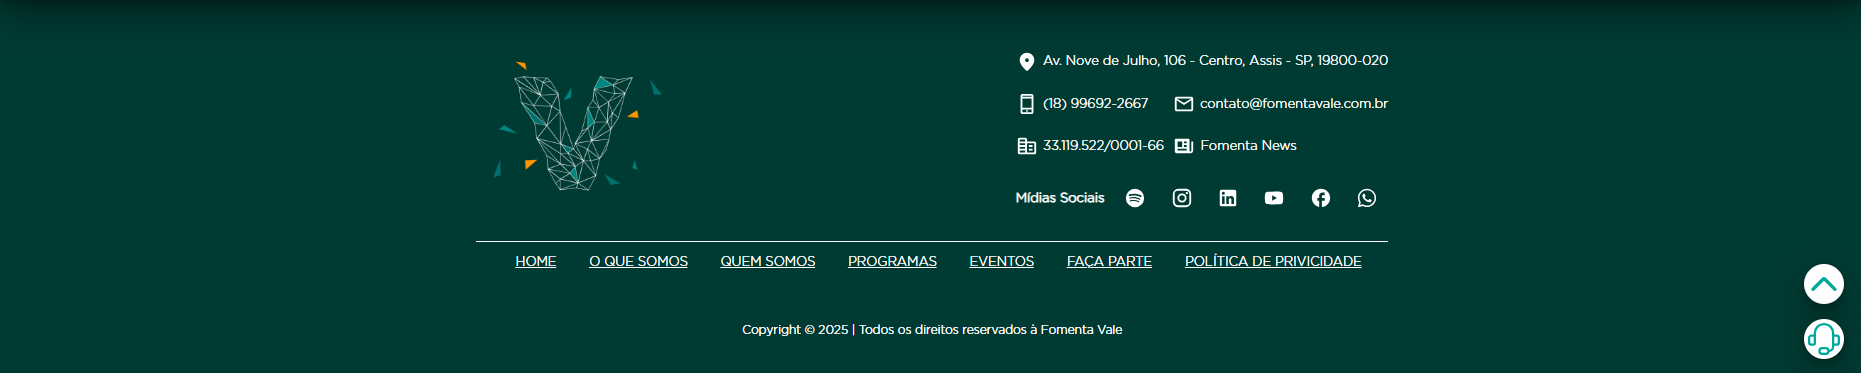 Av. Nove de Julho, 106 - Centro, Assis - SP, 19800-020
(18) 99692-2667 contato@fomentavale.com.br
33.119.522/0001-66 Fomenta News
Mídias Sociais
HOME O QUE SOMOS QUEM SOMOS PROGRAMAS EVENTOS FAÇA PARTE POLÍTICA DE PRIVICIDADE
Copyright © 2025 | Todos os direitos reservados à Fomenta Vale